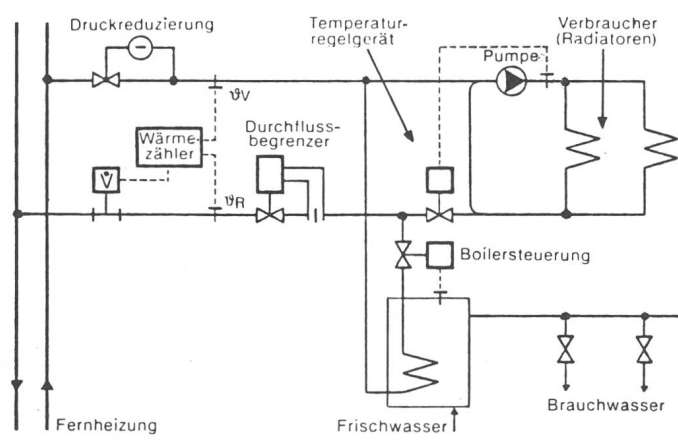 Druckreduzierung
Temperatur-
regelgerät
Verbraucher
(Radiatoren)
Pumpe
ϑV
Wärme-
zähler
Durchfluss-
begrenzer
V̇
ϑR
Boilersteuerung
Brauchwasser
Fernheizung
Frischwasser